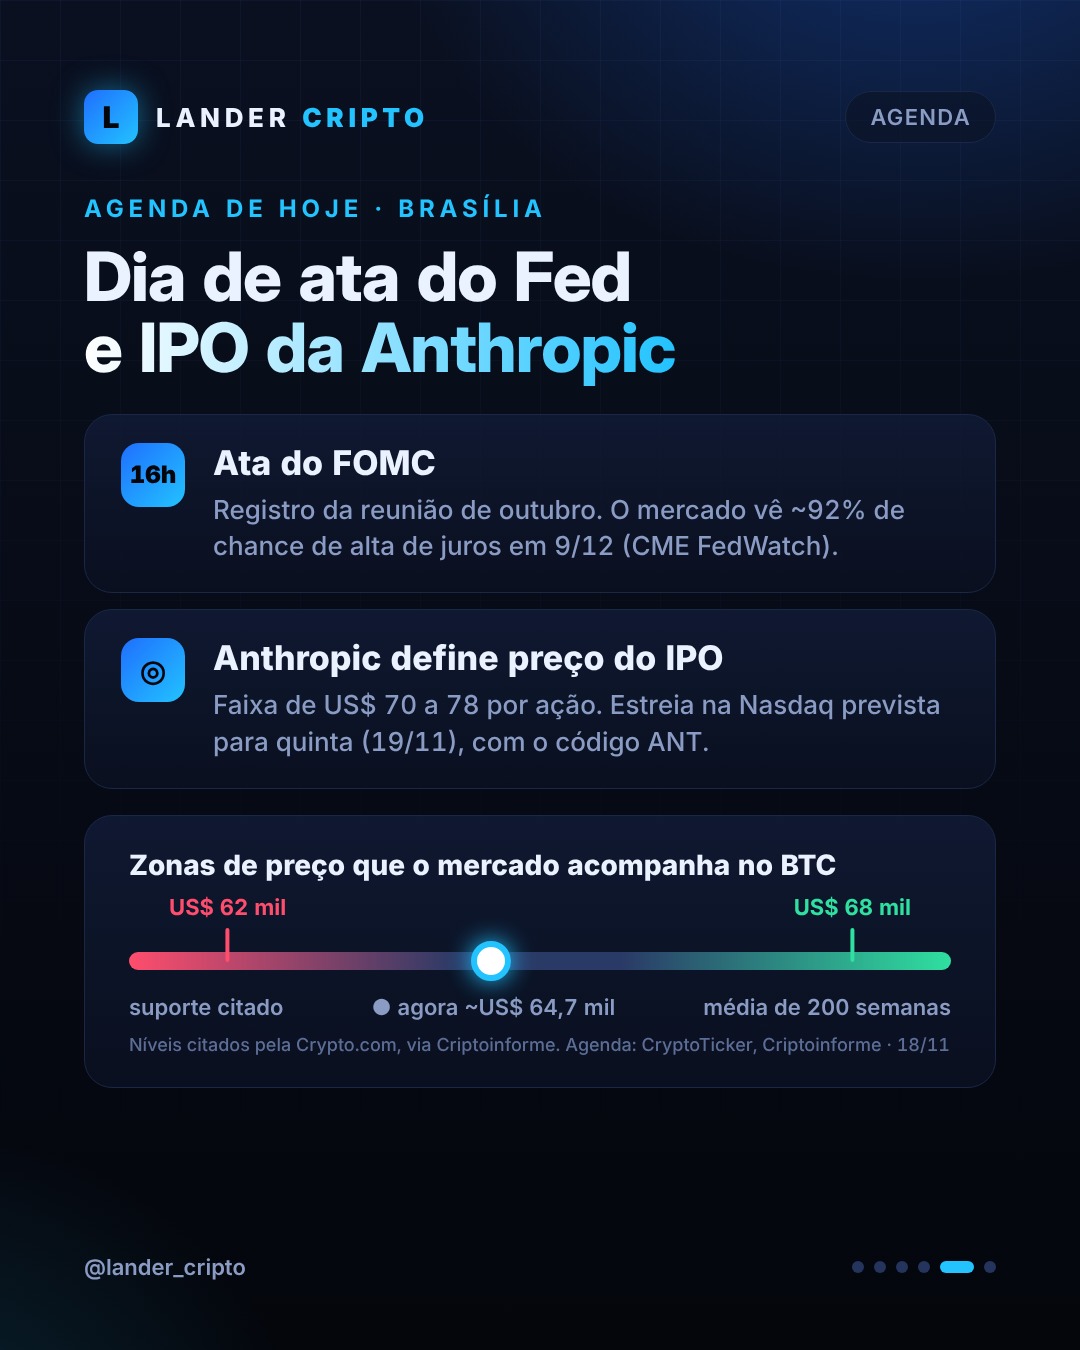 L LANDER CRIPTO
AGENDA
AGENDA DE HOJE · BRASÍLIA
Dia de ata do Fed
e IPO da Anthropic
16h
Ata do FOMC
Registro da reunião de outubro. O mercado vê ~92% de
chance de alta de juros em 9/12 (CME FedWatch).
◎
Anthropic define preço do IPO
Faixa de US$ 70 a 78 por ação. Estreia na Nasdaq prevista
para quinta (19/11), com o código ANT.
Zonas de preço que o mercado acompanha no BTC
US$ 62 mil
US$ 68 mil
suporte citado
agora ~US$ 64,7 mil
média de 200 semanas
Níveis citados pela Crypto.com, via Criptoinforme. Agenda: CryptoTicker, Criptoinforme · 18/11
@lander_cripto